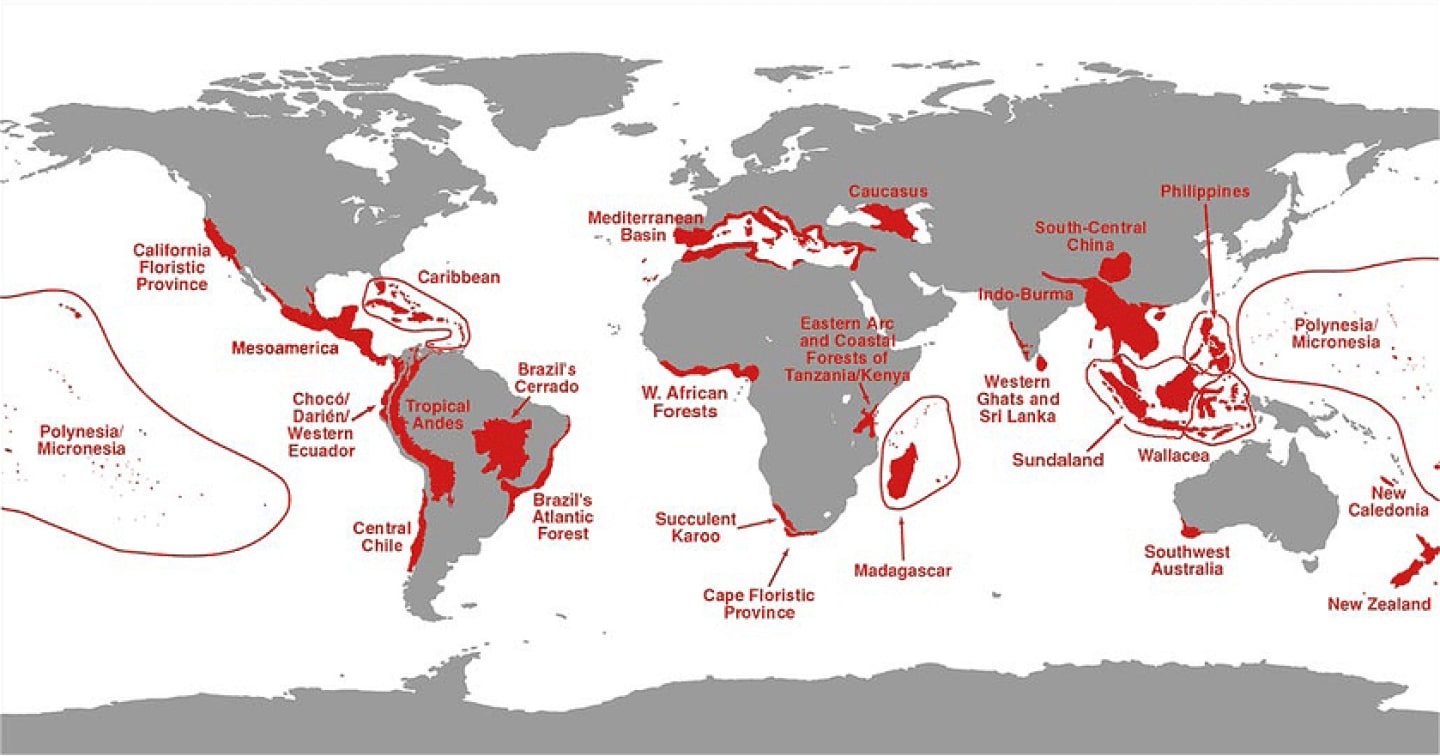 Caucasus
Philippines
Mediterranean
Basin
South-Central
China
California
Floristic
Province
Caribbean
Indo-Burma
Polynesia/
Micronesia
Eastern Arc
and Coastal
Forests of
Tanzania/Kenya
Mesoamerica
Brazil's
Cerrado
W. African
Forests
Western
Ghats and
Sri Lanka
Chocó/
Darién/
Western
Ecuador
Tropical
Andes
Polynesia/
Micronesia
Sundaland
Wallacea
New
Caledonia
Brazil's
Atlantic
Forest
Central
Chile
Succulent
Karoo
Madagascar
Southwest
Australia
Cape Floristic
Province
New Zealand